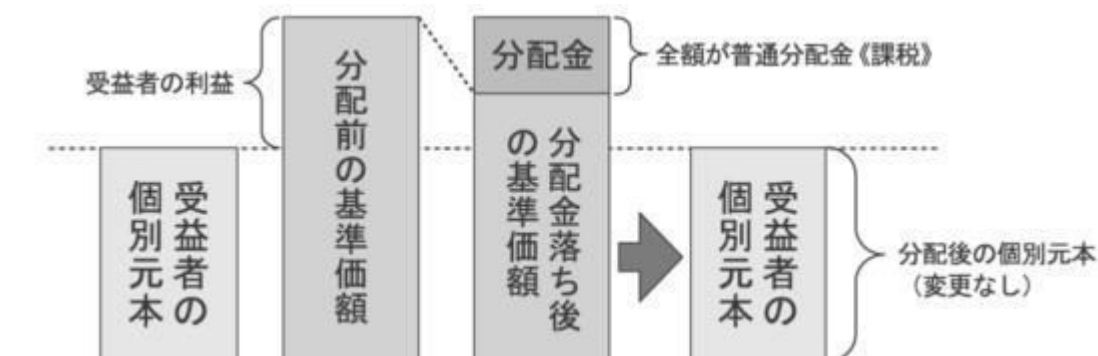 受益者の利益
受益者の
個別元本
分配前の基準価額
分配金
全額が普通分配金《課税》
分配金落ち後
の基準価額
受益者の
個別元本
分配後の個別元本
（変更なし）